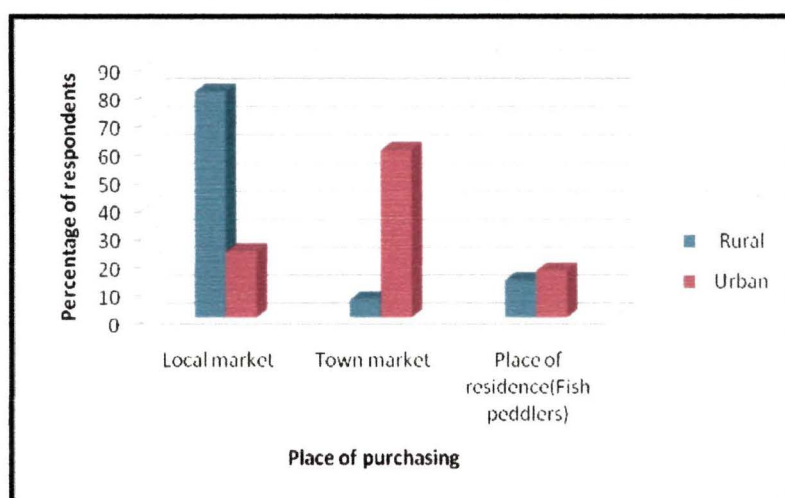 Percentage of respondents
90
80
70
60
50
40
30
20
10
0
Local market
Town market
Place of
residence(Fish
peddlers)
Rural
Urban
Place of purchasing